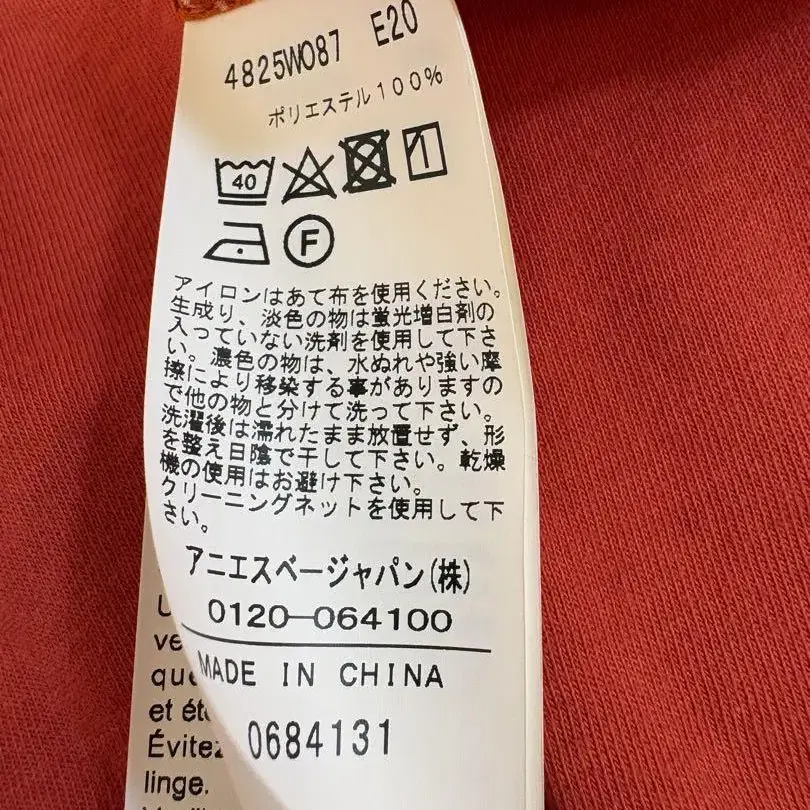 4825W087 E20
ポリエステル100%
40
F
アイロンはあて布を使用ください。
生成り、淡色の物は蛍光増白剤の
入っていない洗剤を使用して下さ
い。濃色の物は、水ぬれや強い摩
擦により移染する事がありますの
で他の物と分けて洗って下さい。
洗濯後は濡れたまま放置せず、形
を整え日陰で干して下さい。乾燥
機の使用はお避け下さい。
クリーニングネットを使用して下
さい。
アニエスベージャパン(株)
0120-064100
MADE IN CHINA
0684131
et
Évitez
linge.